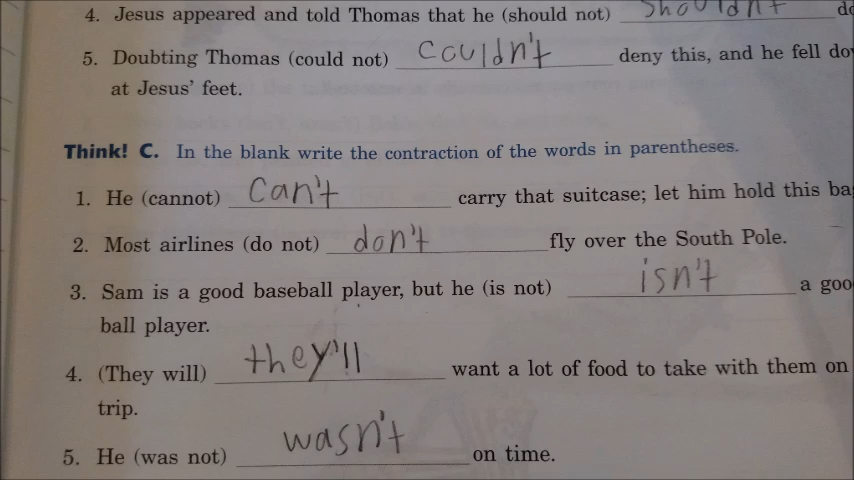 4. Jesus appeared and told Thomas that he (should not) shouldn't
5. Doubting Thomas (could not) couldn't deny this, and he fell
at Jesus' feet.
Think! C. In the blank write the contraction of the words in parentheses.
1. He (cannot) can't carry that suitcase; let him hold this
2. Most airlines (do not) don't fly over the South Pole.
3. Sam is a good baseball player, but he (is not) isn't a
ball player.
4. (They will) they'll want a lot of food to take with them on
trip.
5. He (was not) wasn't on time.